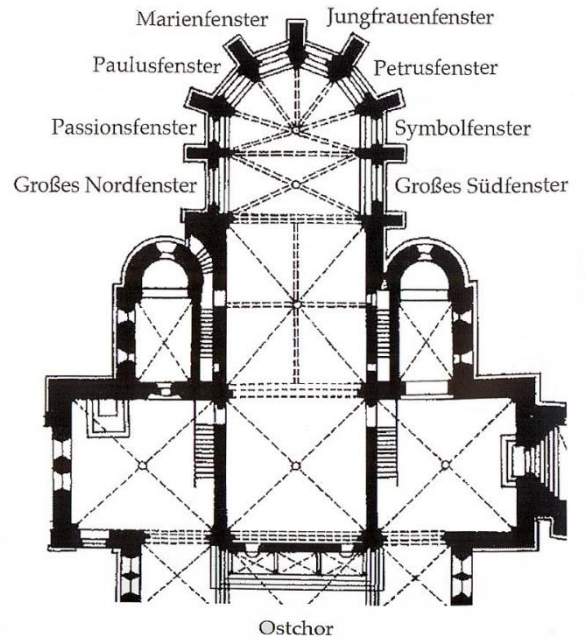 Marienfenster
Jungfrauenfenster
Paulusfenster
Petrusfenster
Passionsfenster
Symbolfenster
Großes Nordfenster
Großes Südfenster
Ostchor